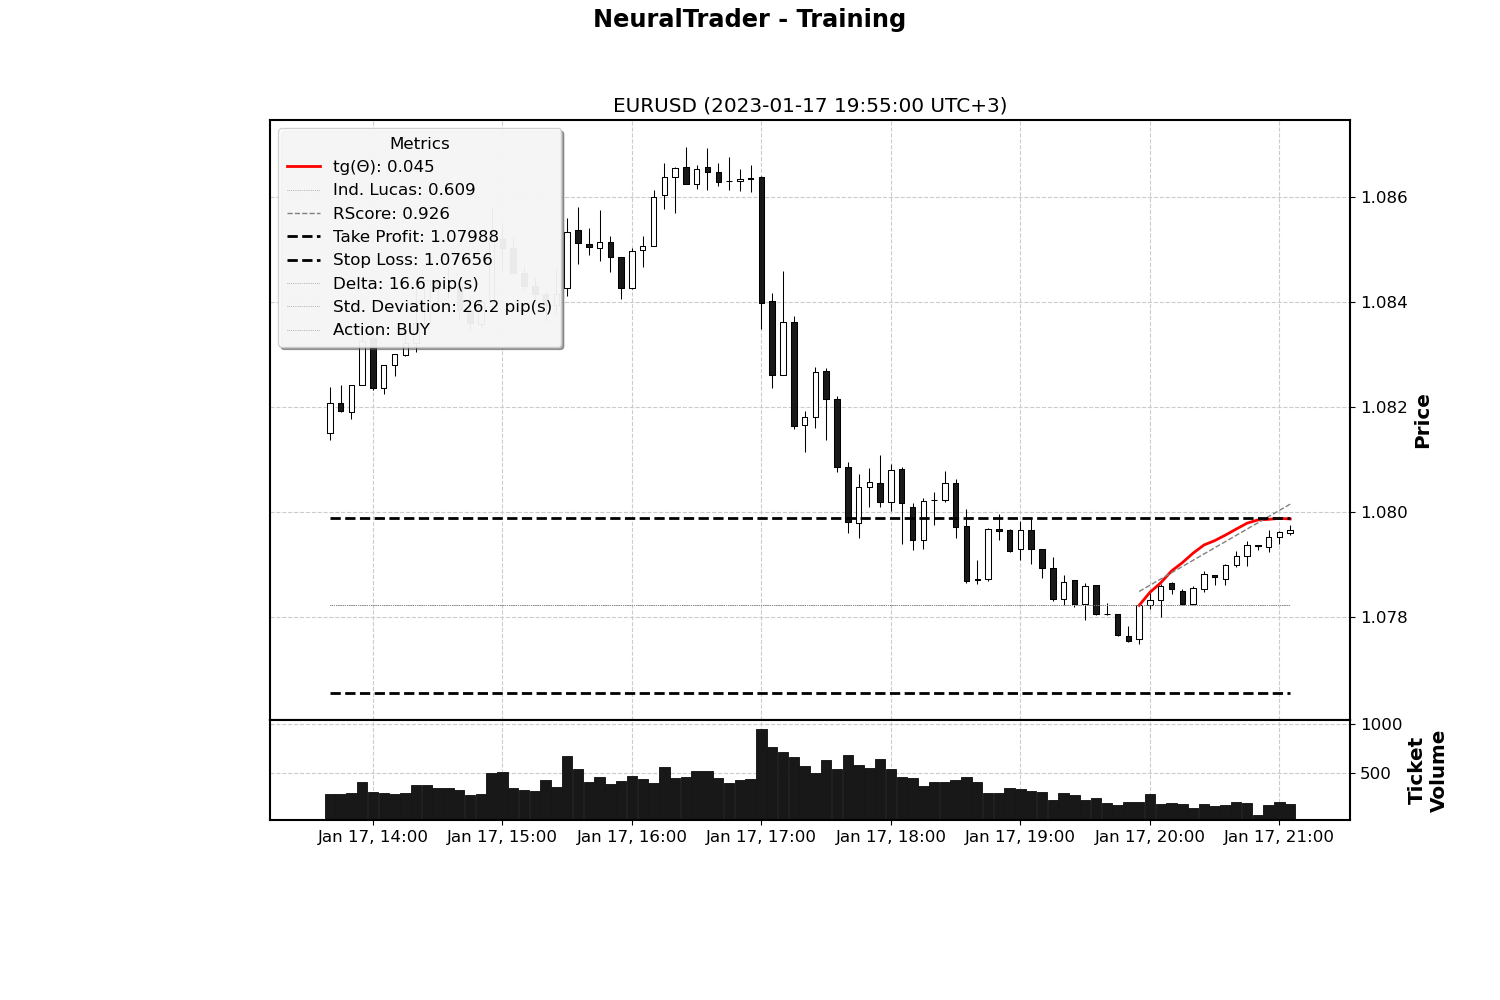 NeuralTrader - Training
EURUSD (2023-01-17 19:55:00 UTC+3)
Metrics
tg(Θ): 0.045
Ind. Lucas: 0.609
RScore: 0.926
Take Profit: 1.07988
Stop Loss: 1.07656
Delta: 16.6 pip(s)
Std. Deviation: 26.2 pip(s)
Action: BUY
1.086
1.084
1.082
1.080
1.078
Price
1000
500
Ticket
Volume
Jan 17, 14:00
Jan 17, 15:00
Jan 17, 16:00
Jan 17, 17:00
Jan 17, 18:00
Jan 17, 19:00
Jan 17, 20:00
Jan 17, 21:00